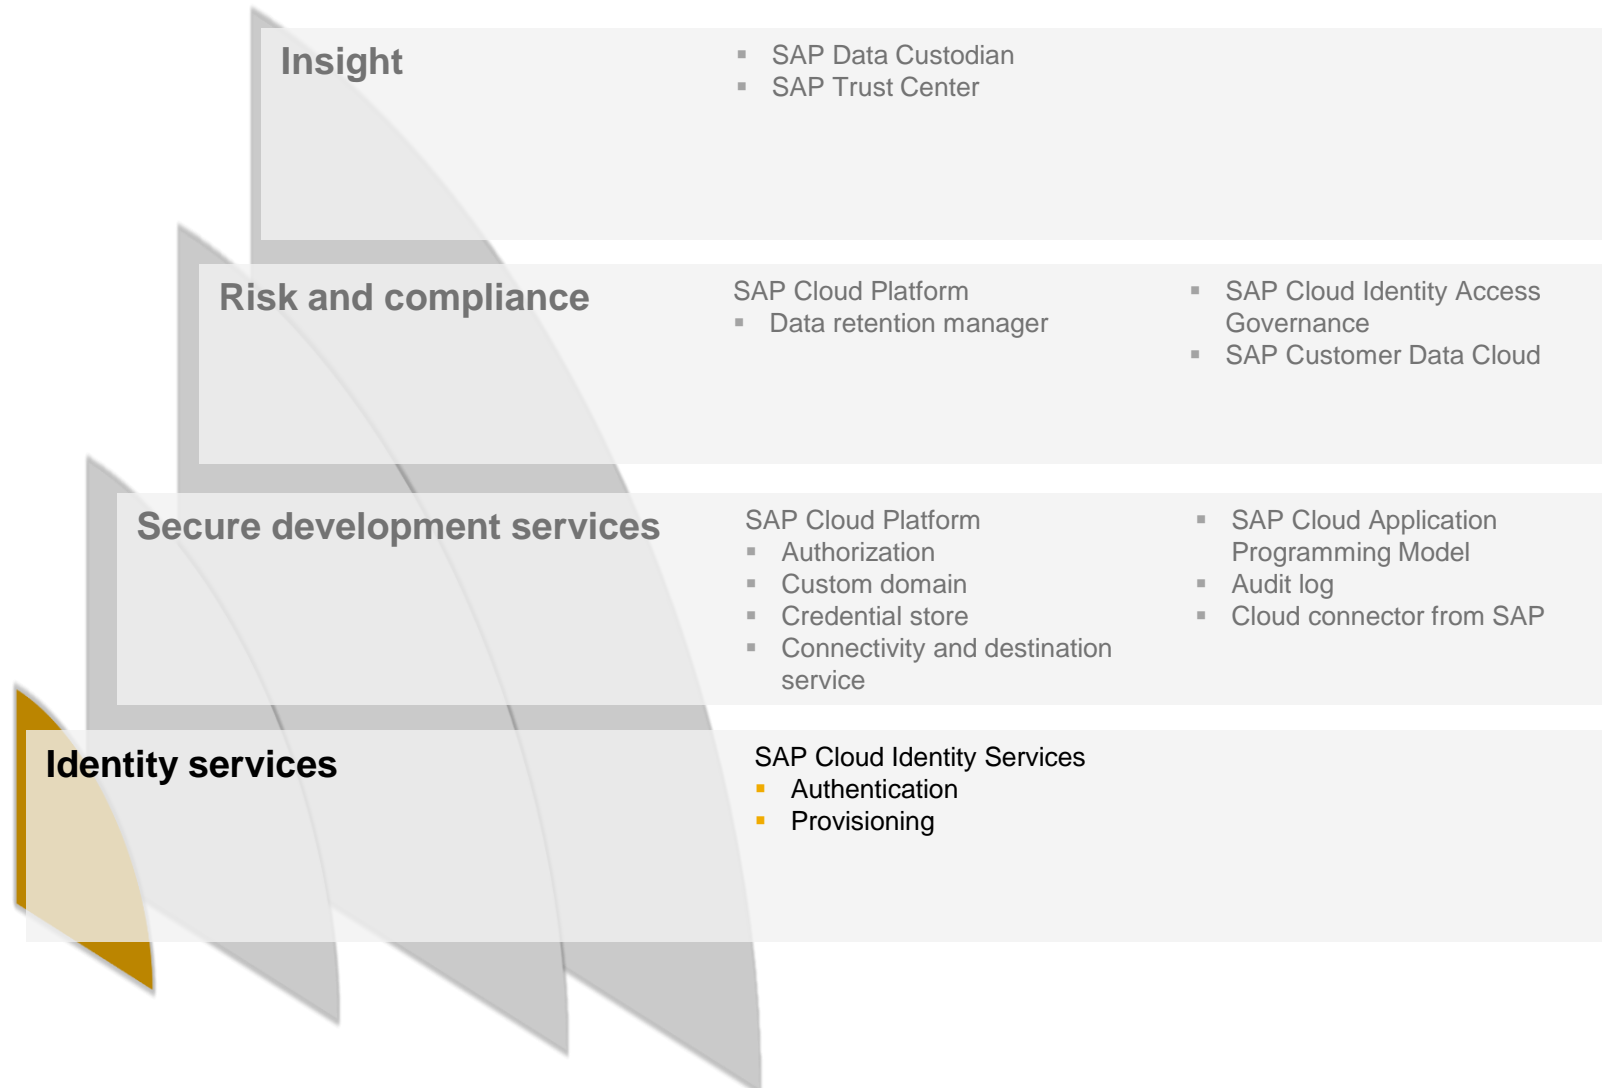 Insight
▪ SAP Data Custodian
▪ SAP Trust Center
Risk and compliance
SAP Cloud Platform
▪ Data retention manager
▪ SAP Cloud Identity Access
Governance
▪ SAP Customer Data Cloud
Secure development services
SAP Cloud Platform
▪ Authorization
▪ Custom domain
▪ Credential store
▪ Connectivity and destination
service
▪ SAP Cloud Application
Programming Model
▪ Audit log
▪ Cloud connector from SAP
Identity services
SAP Cloud Identity Services
▪ Authentication
▪ Provisioning